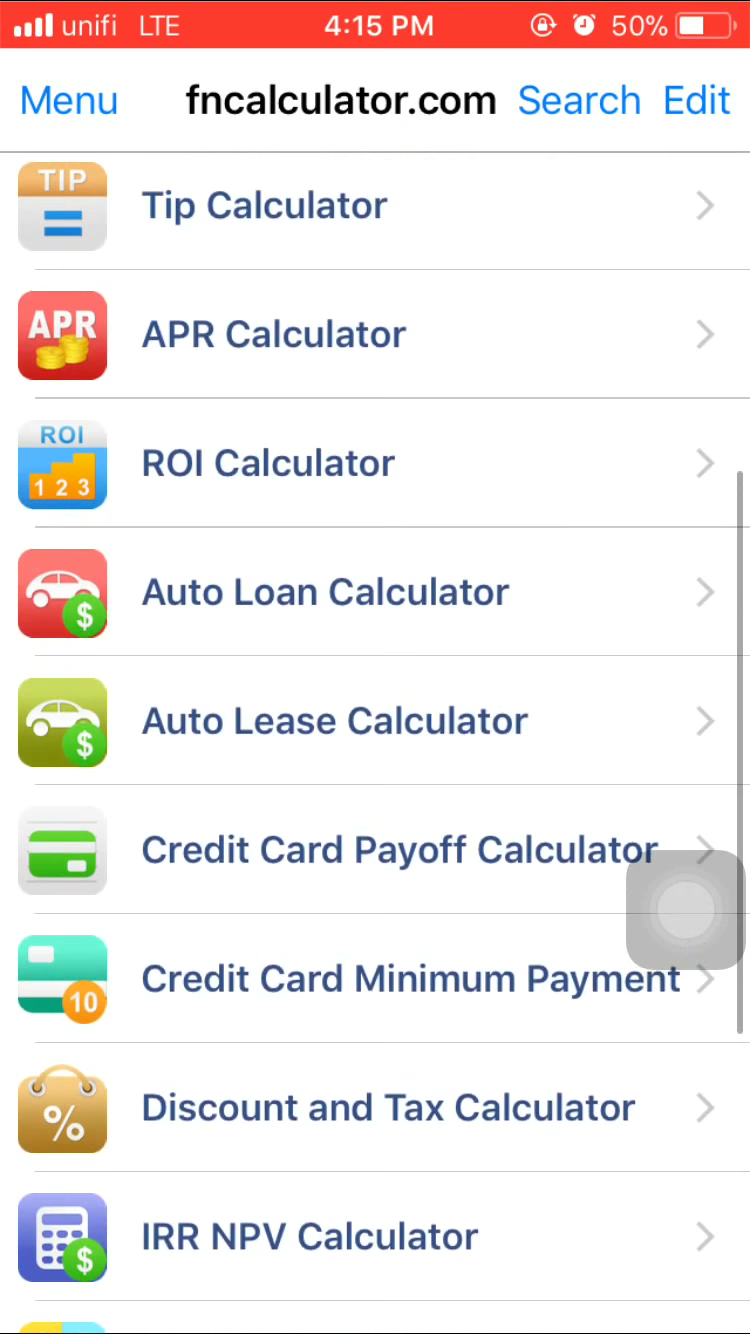 unifi LTE 4:15 PM 50%
Menu fncalculator.com Search Edit
TIP
Tip Calculator
APR
APR Calculator
ROI
1 2 3
ROI Calculator
$
Auto Loan Calculator
$
Auto Lease Calculator
Credit Card Payoff Calculator
10
Credit Card Minimum Payment
%
Discount and Tax Calculator
$
IRR NPV Calculator